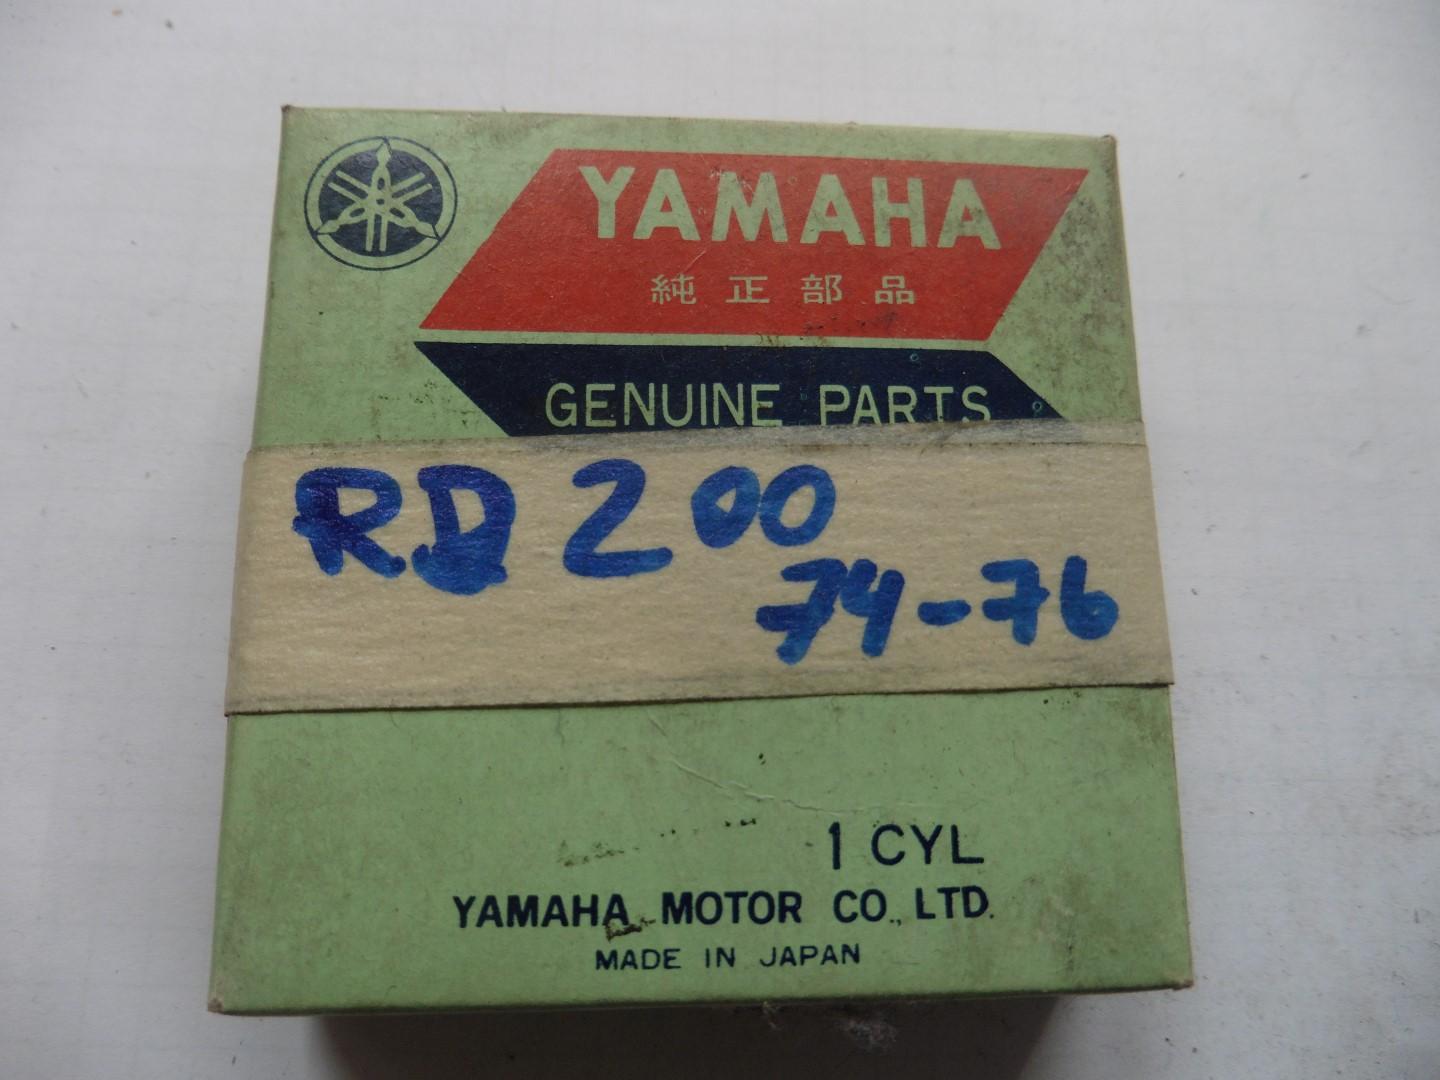 YAMAHA
純正部品
GENUINE PARTS
RD 200
74-76
1 CYL
YAMAHA MOTOR CO., LTD.
MADE IN JAPAN